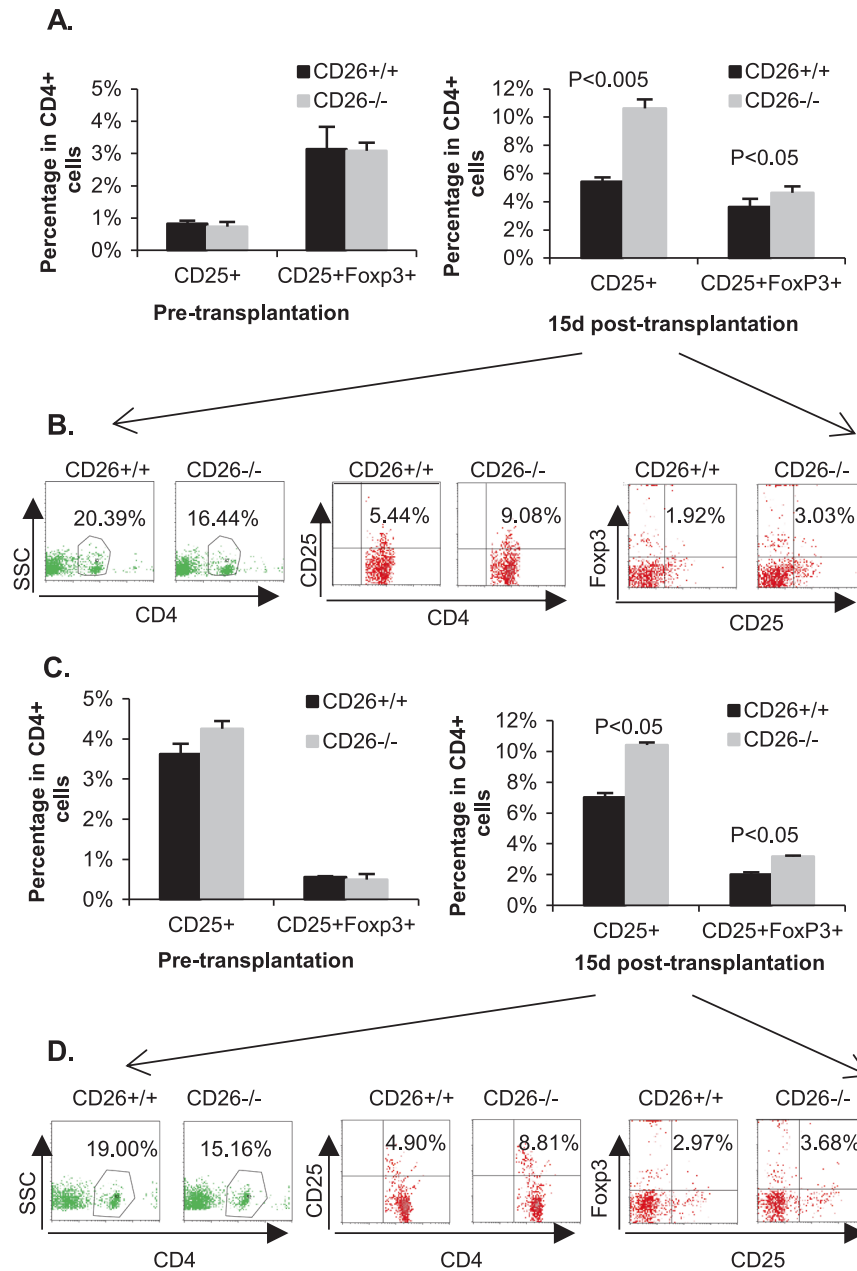 A.
Percentage in CD4+
cells
5%
4%
3%
2%
1%
0%
CD26+/+
CD26-/-
CD25+
CD25+Foxp3+
Pre-transplantation
Percentage in CD4+
cells
12%
10%
8%
6%
4%
2%
0%
P<0.005
CD26+/+
CD26-/-
P<0.05
CD25+
CD25+FoxP3+
15d post-transplantation
B.
CD26+/+
CD26-/-
20.39%
16.44%
SSC
CD4
CD26+/+
CD26-/-
5.44%
9.08%
CD25
CD4
CD26+/+
CD26-/-
1.92%
3.03%
Foxp3
CD25
C.
Percentage in CD4+
cells
5%
4%
3%
2%
1%
0%
CD26+/+
CD26-/-
CD25+
CD25+Foxp3+
Pre-transplantation
Percentage in CD4+
cells
12%
10%
8%
6%
4%
2%
0%
P<0.05
CD26+/+
CD26-/-
P<0.05
CD25+
CD25+FoxP3+
15d post-transplantation
D.
CD26+/+
CD26-/-
19.00%
15.16%
SSC
CD4
CD26+/+
CD26-/-
4.90%
8.81%
CD25
CD4
CD26+/+
CD26-/-
2.97%
3.68%
Foxp3
CD25